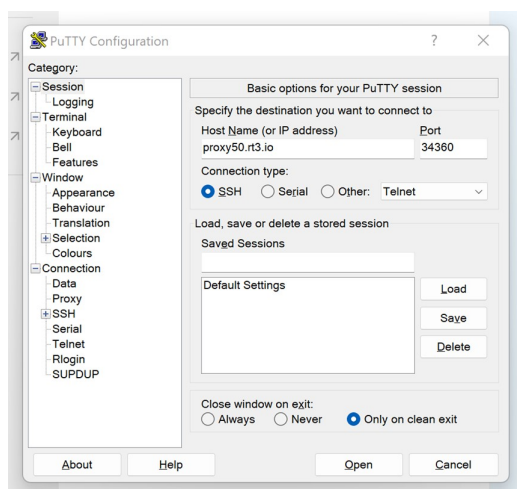 PuTTY Configuration
?
Category:
Session
Logging
Terminal
Keyboard
Bell
Features
Window
Appearance
Behaviour
Translation
Selection
Colours
Connection
Data
Proxy
SSH
Serial
Telnet
Rlogin
SUPDUP
Basic options for your PuTTY session
Specify the destination you want to connect to
Host Name (or IP address) Port
proxy50.rt3.io 34360
Connection type:
SSH Serial Other: Telnet
Load, save or delete a stored session
Saved Sessions
Default Settings
Load
Save
Delete
Close window on exit:
Always Never Only on clean exit
About Help Open Cancel